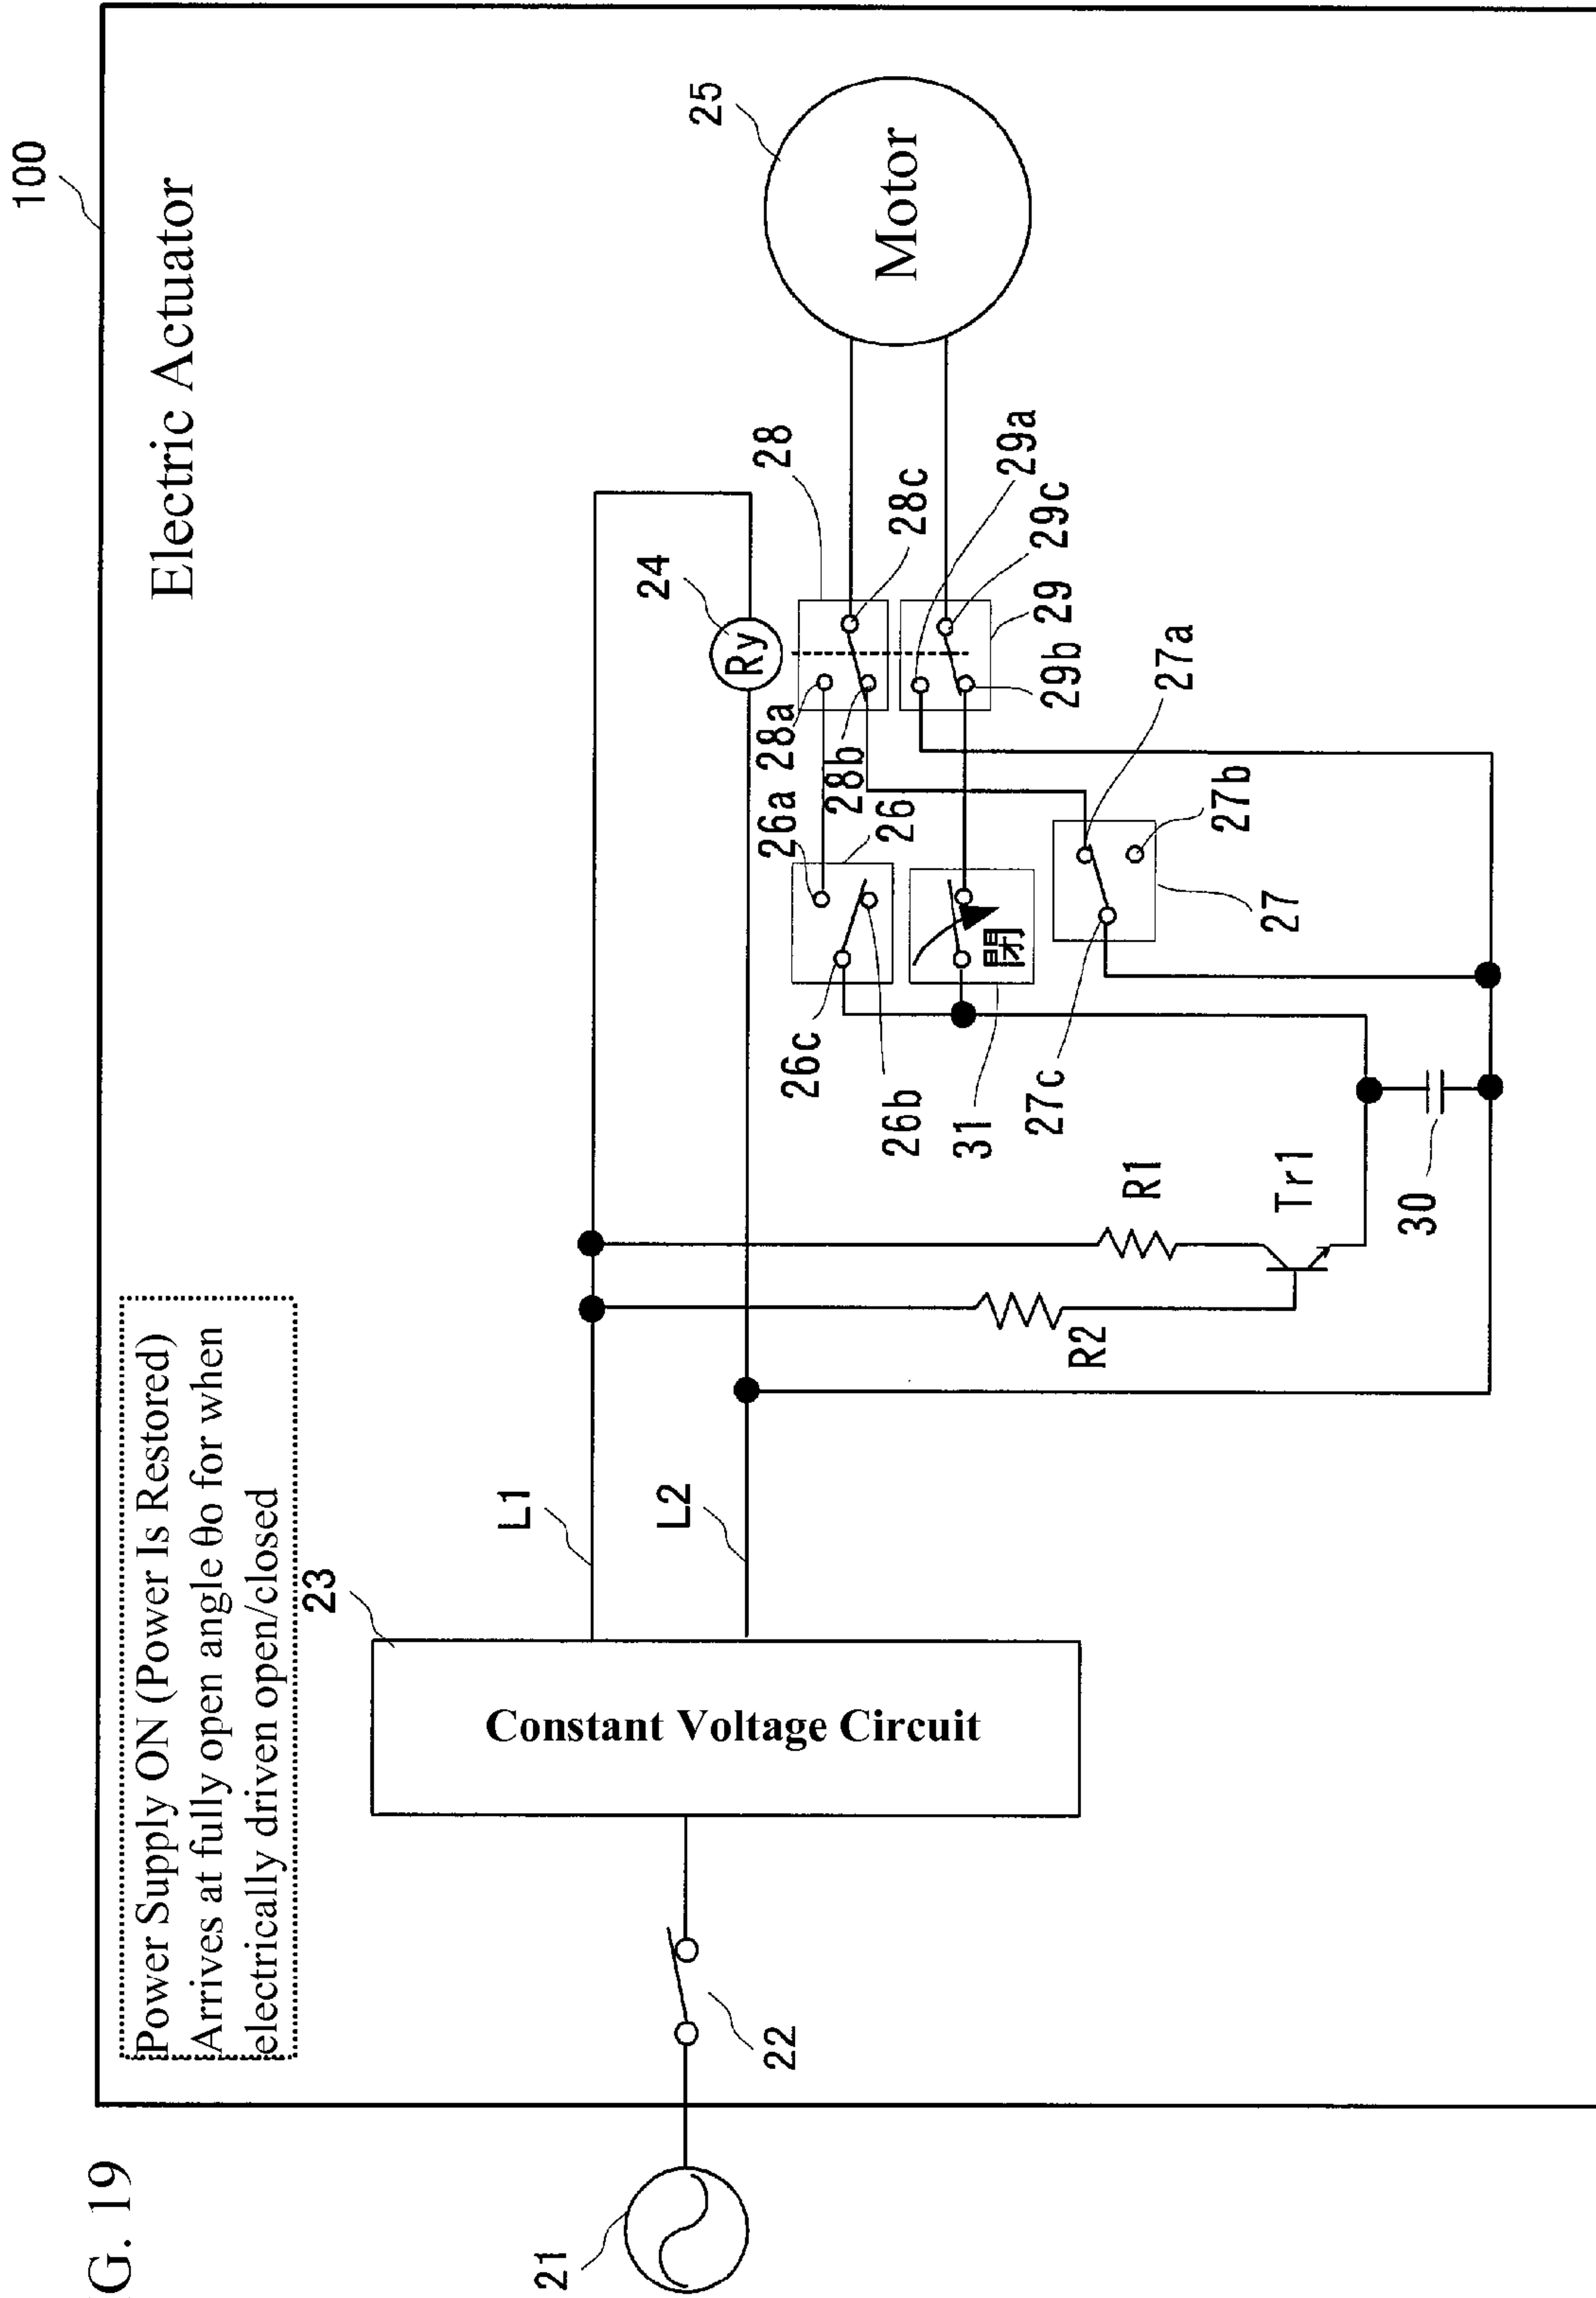 G. 19
100
Electric Actuator
Power Supply ON (Power Is Restored)
Arrives at fully open angle θo for when
electrically driven open/closed
23
Constant Voltage Circuit
21
22
L1
L2
24
Ry
28
28a
28b
28c
25
Motor
26a
26
26c
26b
29a
29c
29
29b
31
閉
27a
27b
27
27c
R1
R2
Tr1
30